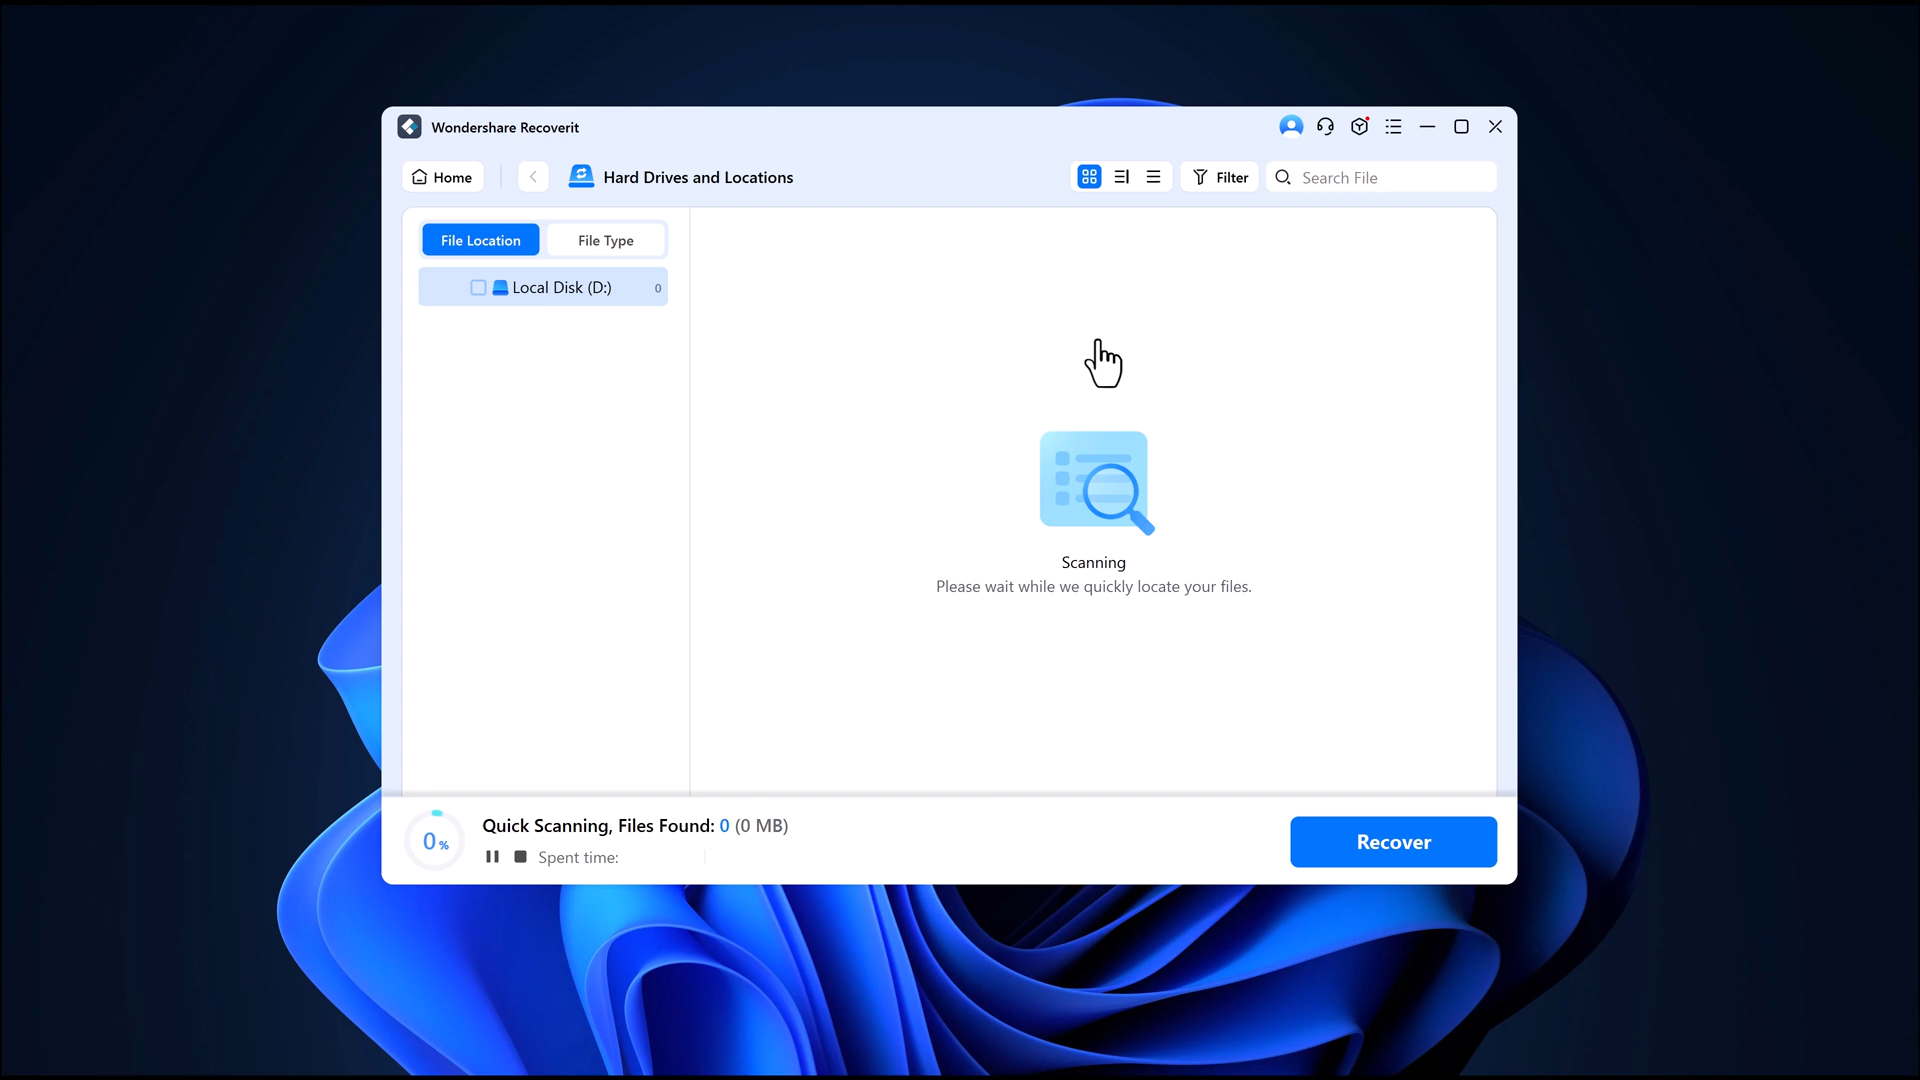 Wondershare Recoverit
Home
Hard Drives and Locations
Filter
Search File
File Location
File Type
Local Disk (D:)
0
Scanning
Please wait while we quickly locate your files.
0%
Quick Scanning, Files Found: 0 (0 MB)
Spent time:
Recover